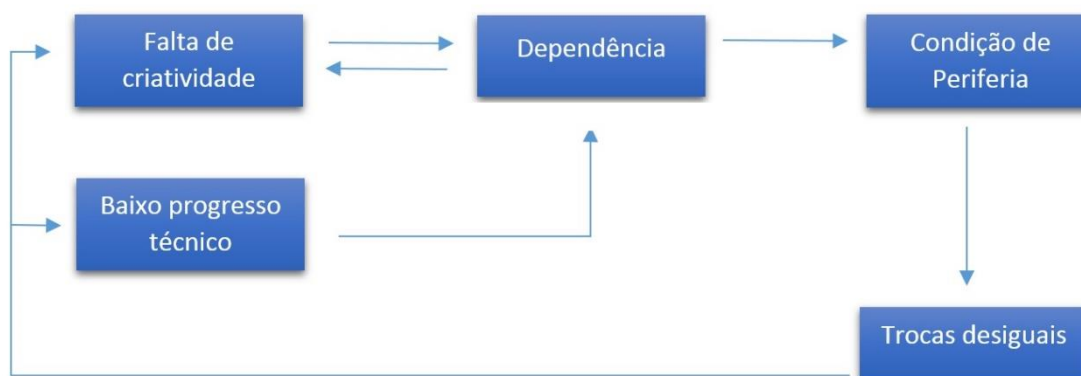 Falta de
criatividade
Dependência
Condição de
Periferia
Baixo progresso
técnico
Trocas desiguais